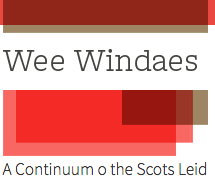 Wee Windaes
A Continuum o the Scots Leid